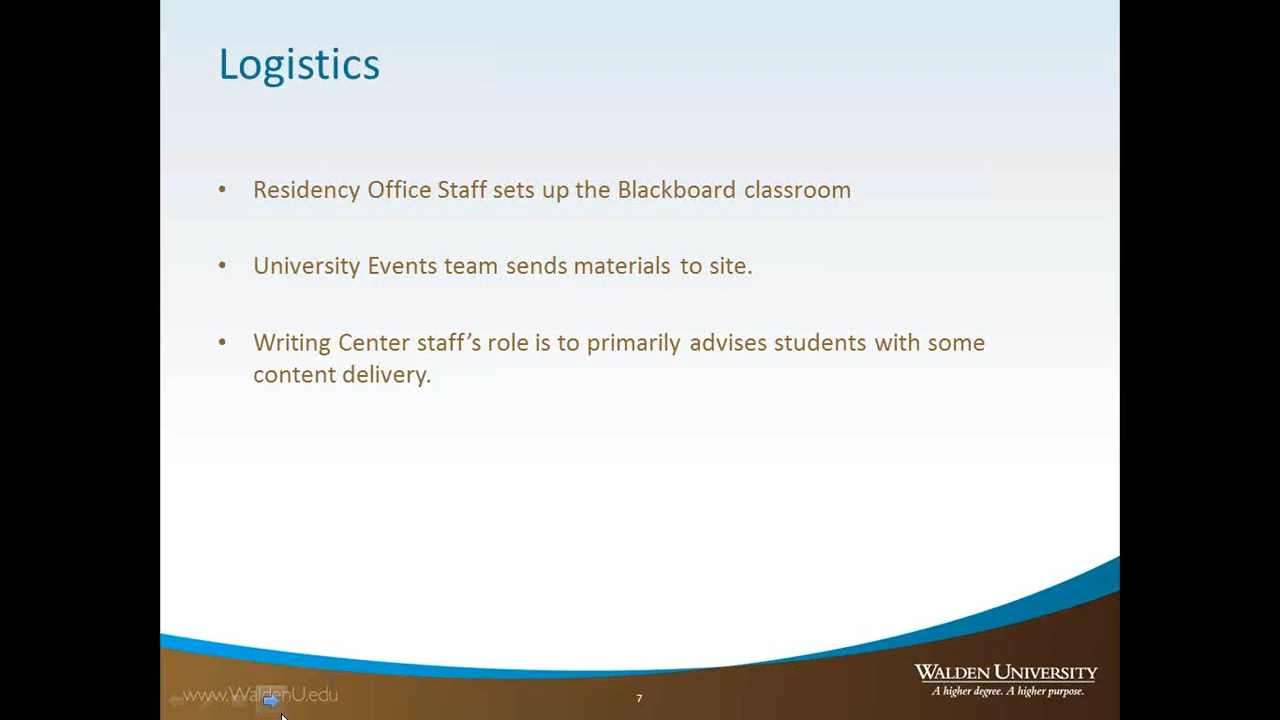 Logistics
• Residency Office Staff sets up the Blackboard classroom
• University Events team sends materials to site.
• Writing Center staff’s role is to primarily advises students with some
content delivery.
www.WaldenU.edu
7
WALDEN UNIVERSITY
A higher degree. A higher purpose.